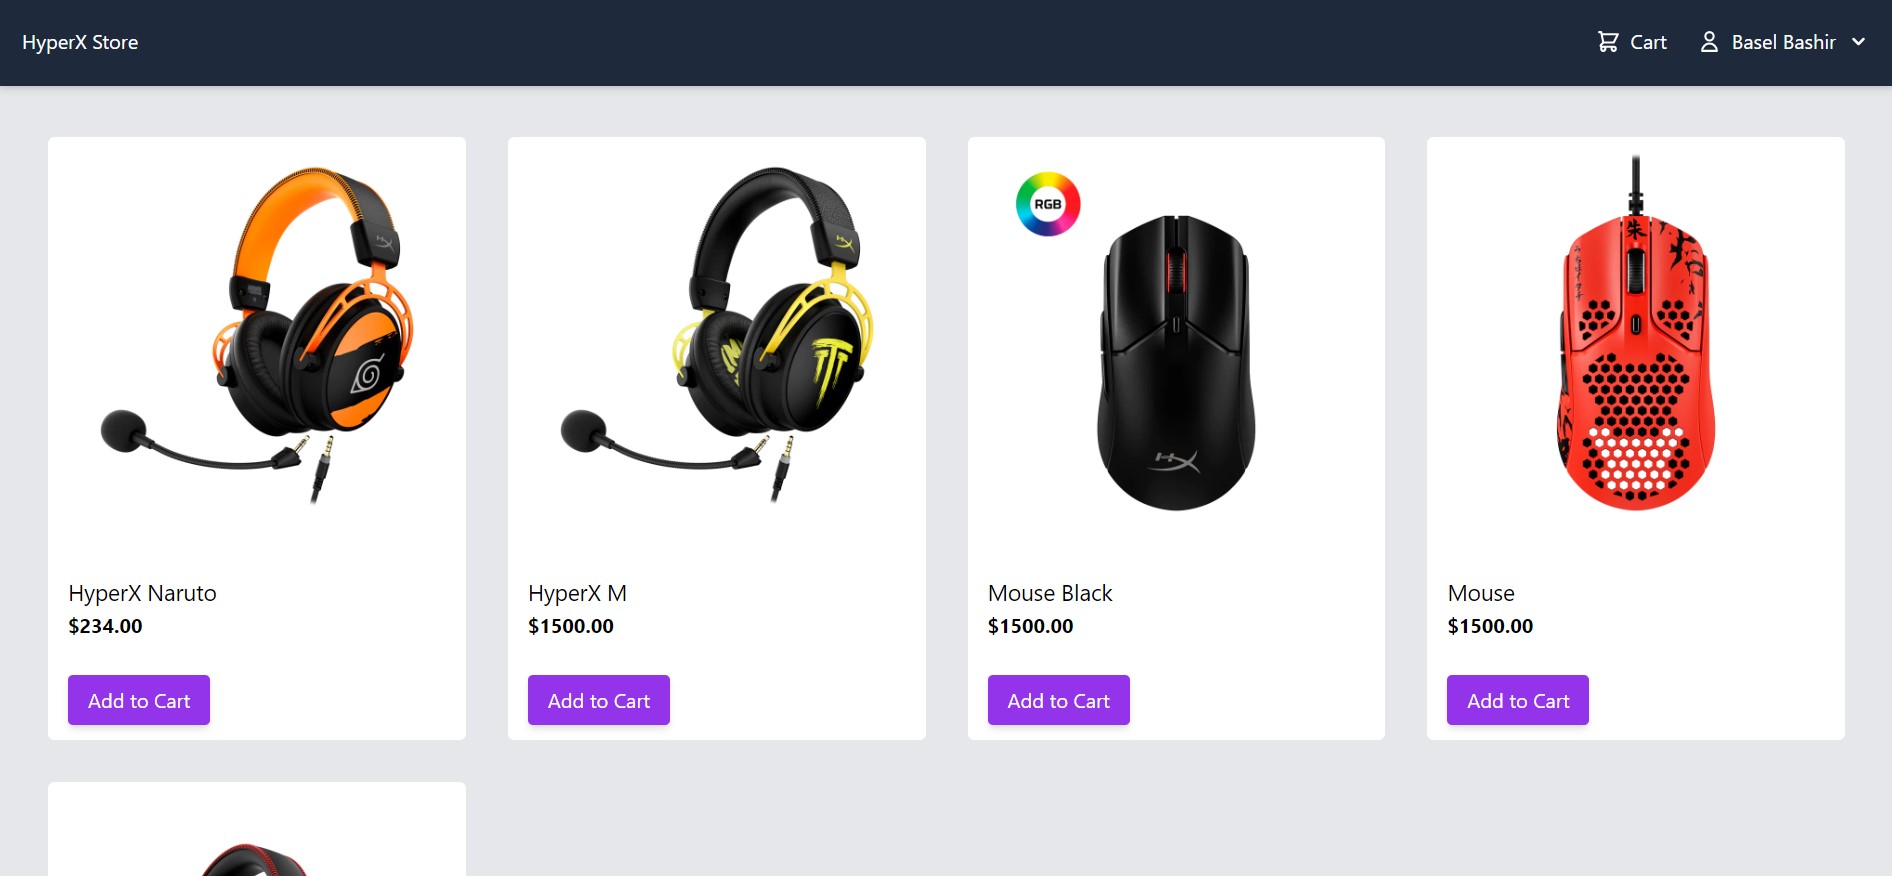 HyperX Store
Cart
Basel Bashir
RGB
朱
HyperX Naruto
$234.00
Add to Cart
HyperX M
$1500.00
Add to Cart
Mouse Black
$1500.00
Add to Cart
Mouse
$1500.00
Add to Cart